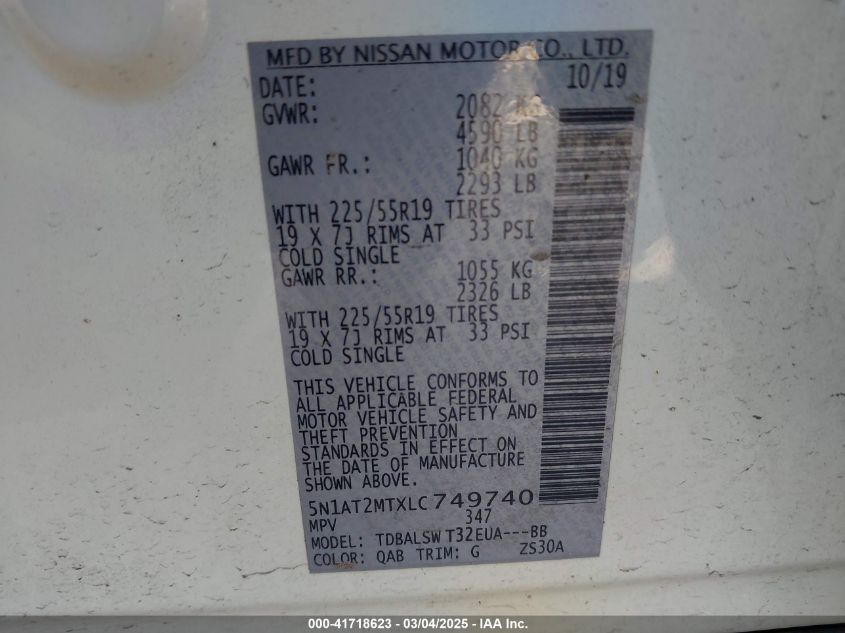 MFD BY NISSAN MOTOR CO., LTD.
DATE: 10/19
GVWR: 2082 KG
4590 LB
GAWR FR.: 1040 KG
2293 LB
WITH 225/55R19 TIRES
19 X 7J RIMS AT 33 PSI
COLD SINGLE
GAWR RR.: 1055 KG
2326 LB
WITH 225/55R19 TIRES
19 X 7J RIMS AT 33 PSI
COLD SINGLE
THIS VEHICLE CONFORMS TO
ALL APPLICABLE FEDERAL
MOTOR VEHICLE SAFETY AND
THEFT PREVENTION
STANDARDS IN EFFECT ON
THE DATE OF MANUFACTURE
SHOWN ABOVE.
5N1AT2MTXLC749740
MPV 347
MODEL: TDBALSW T32EUA---BB
COLOR: QAB TRIM: G ZS30A
000-41718623 - 03/04/2025 - IAA Inc.